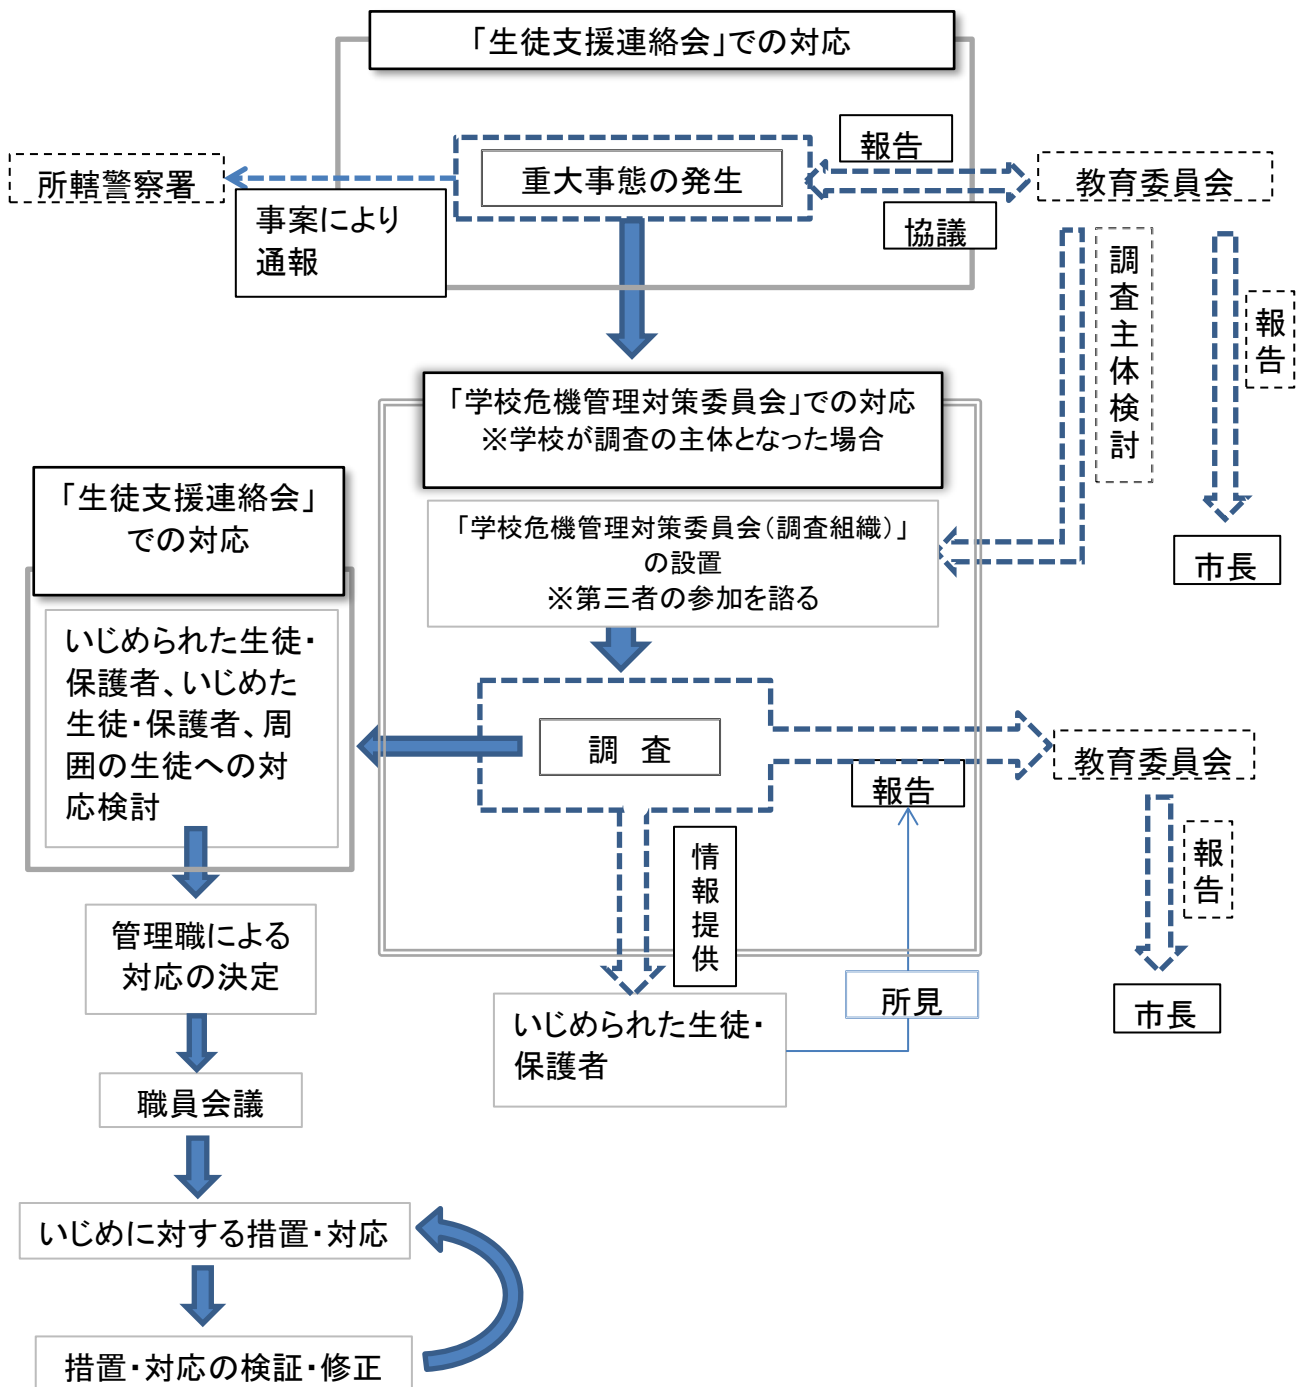 「生徒支援連絡会」での対応
報告
所轄警察署
重大事態の発生
教育委員会
事案により
通報
協議
調査主体検討
報告
「学校危機管理対策委員会」での対応
※学校が調査の主体となった場合
「生徒支援連絡会」
での対応
「学校危機管理対策委員会(調査組織)」
の設置
※第三者の参加を諮る
市長
いじめられた生徒・
保護者、いじめた
生徒・保護者、周
囲の生徒への対
応検討
調 査
教育委員会
報告
情報提供
報告
管理職による
対応の決定
所見
市長
いじめられた生徒・
保護者
職員会議
いじめに対する措置・対応
措置・対応の検証・修正